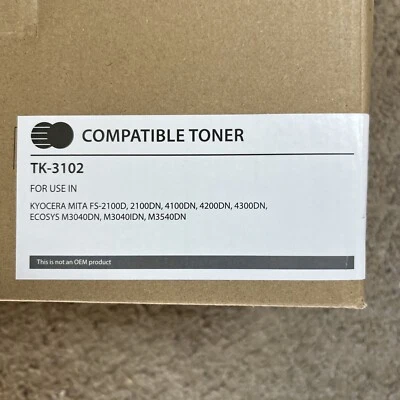 COMPATIBLE TONER
TK-3102
FOR USE IN
KYOCERA MITA FS-2100D, 2100DN, 4100DN, 4200DN, 4300DN,
ECOSYS M3040DN, M3040IDN, M3540DN
This is not an OEM product